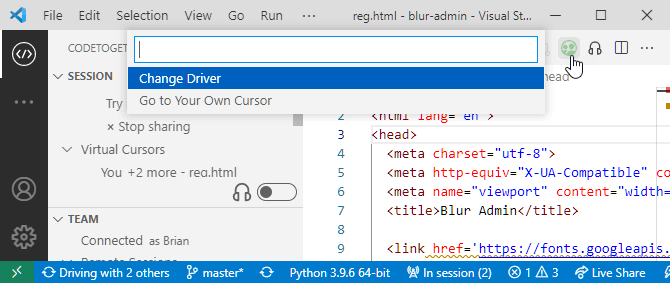 File Edit Selection View Go Run ··· reg.html - blur-admin - Visual St...
CODETOGET
Change Driver
Go to Your Own Cursor
head
SESSION
Try
× Stop sharing
Virtual Cursors
You +2 more - reg.html
TEAM
Connected as Brian
Remote Sessions
<html lang="en">
3 <head>
4 <meta charset="utf-8">
5 <meta http-equiv="X-UA-Compatible" co
6 <meta name="viewport" content="width=
7 <title>Blur Admin</title>
8
9 <link href='https://fonts.googleapis.
Driving with 2 others master* Python 3.9.6 64-bit In session (2) 1 3 Live Share